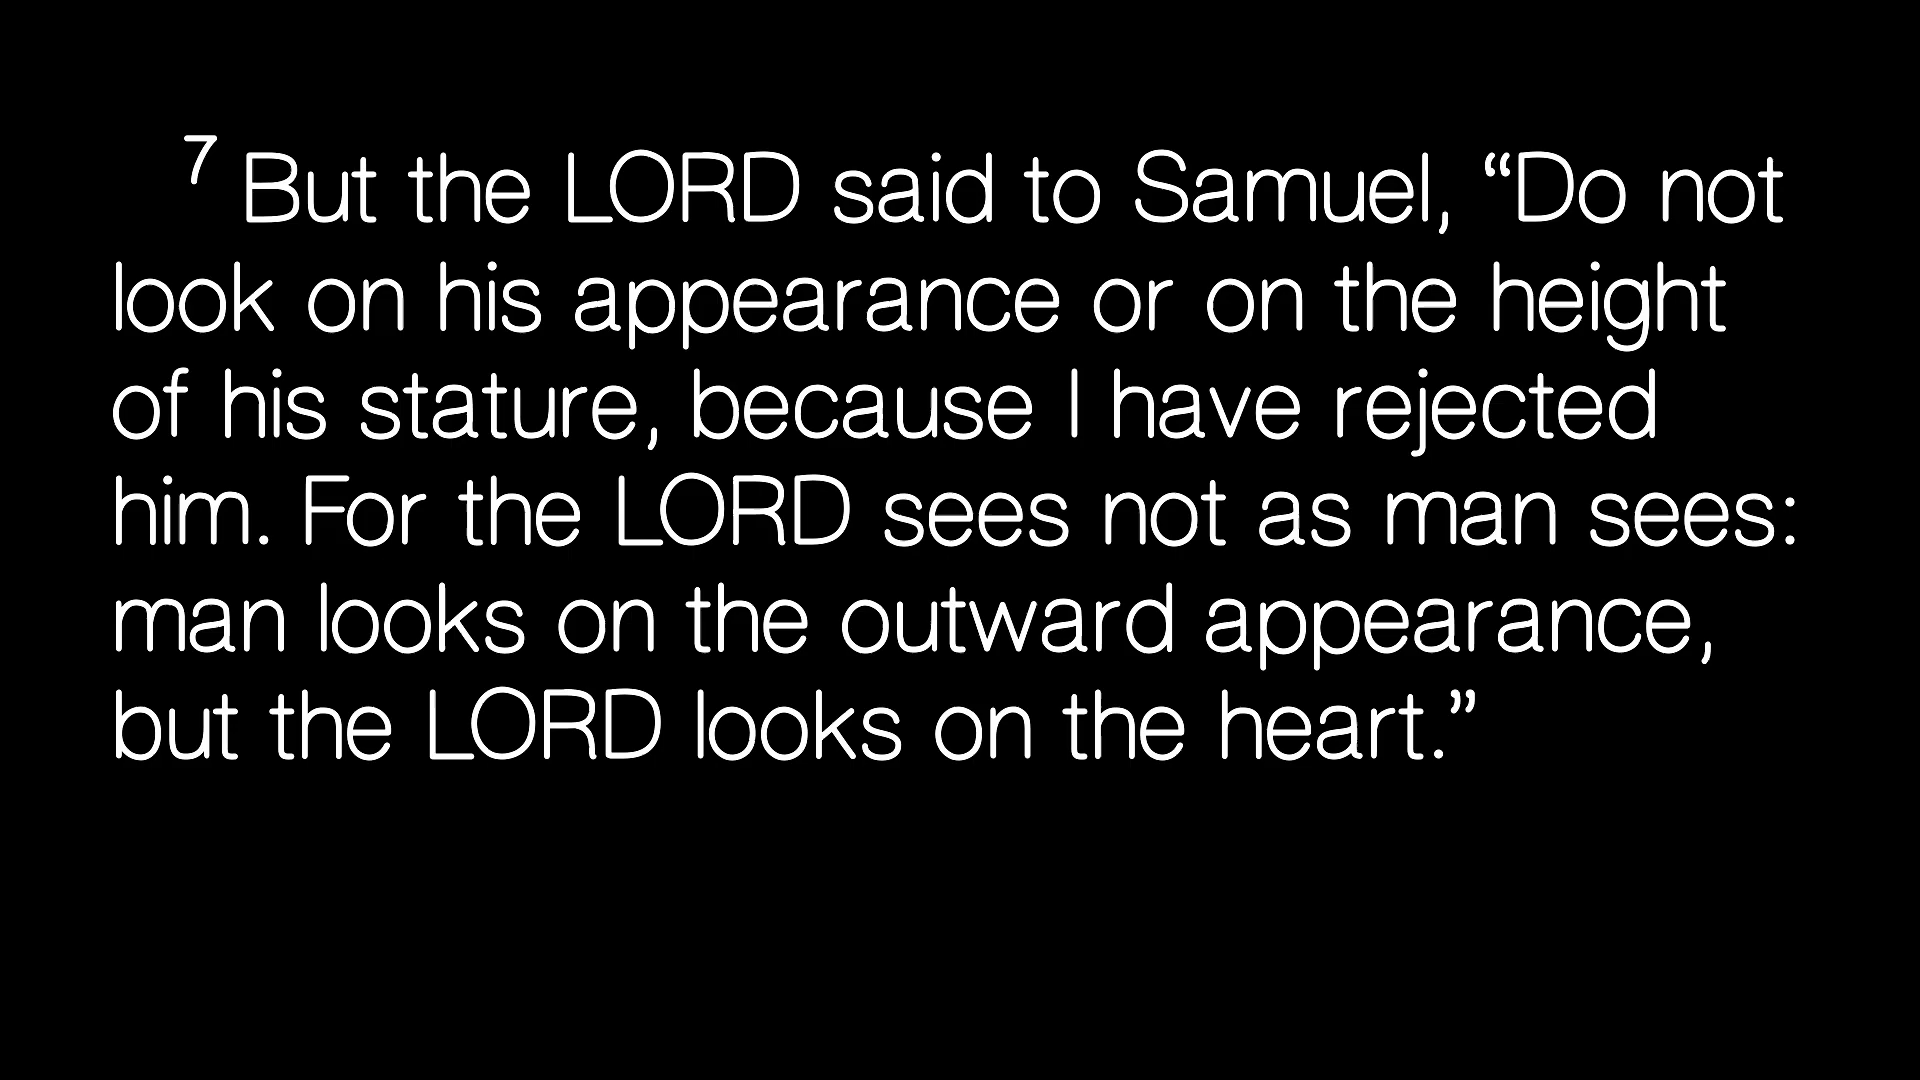 7 But the LORD said to Samuel, “Do not
look on his appearance or on the height
of his stature, because I have rejected
him. For the LORD sees not as man sees:
man looks on the outward appearance,
but the LORD looks on the heart.”